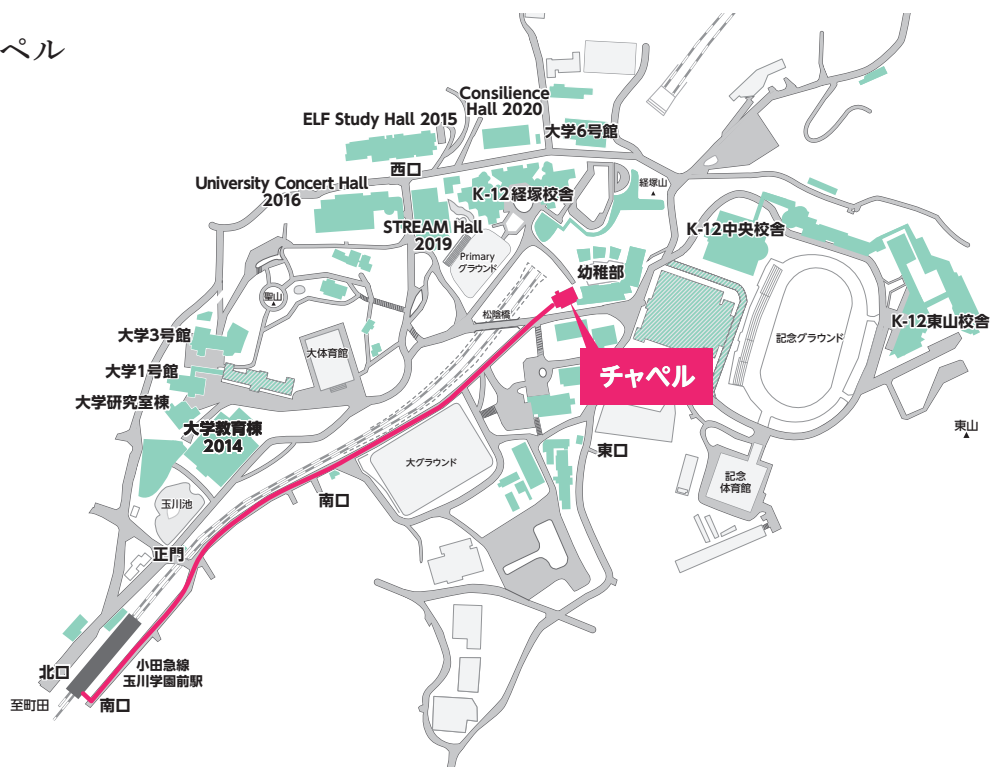 ペル
Consilience
Hall 2020
ELF Study Hall 2015
大学6号館
西口
University Concert Hall
2016
K-12経塚校舎
経塚山
▲
STREAM Hall
2019
K-12中央校舎
Primary
グラウンド
幼稚部
聖山
▲
松陰橋
K-12東山校舎
大学3号館
大体育館
記念グラウンド
大学1号館
チャペル
大学研究室棟
大学教育棟
2014
東山
▲
東口
大グラウンド
記念
体育館
南口
玉川池
正門
小田急線
玉川学園前駅
北口
至町田
南口